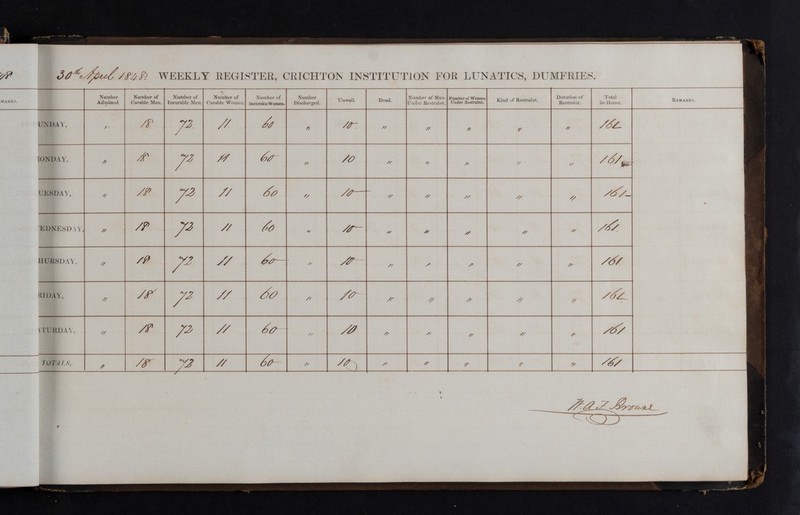 30th April 1848 WEEKLY REGISTER, CRICHTON INSTITUTION FOR LUNATICS, DUMFRIES.
MARKS. Number Admitted. Number of Curable Men. Number of Incurable Men. Number of Curable Women. Number of Incurable Women. Number Discharged. Unwell. Dead. Number of Men Under Restraint. Number of Women Under Restraint. Kind of Restraint. Duration of Restraint. Total in House. Remarks.
UNDAY, " 18 72 11 60 " 10 " " " " " 161
ONDAY, " 18 72 11 60 " 10 " " " " " 161
UESDAY, " 18 72 11 60 " 10 " " " " " 161
EDNESDAY, " 18 72 11 60 " 10 " " " " " 161
HURSDAY, " 18 72 11 60 " 10 " " " " " 161
RIDAY, " 18 72 11 60 " 10 " " " " " 161
ATURDAY, " 18 72 11 60 " 10 " " " " " 161
TOTALS, " 18 72 11 60 " 10 " " " " " 161
W. A. F. Browne